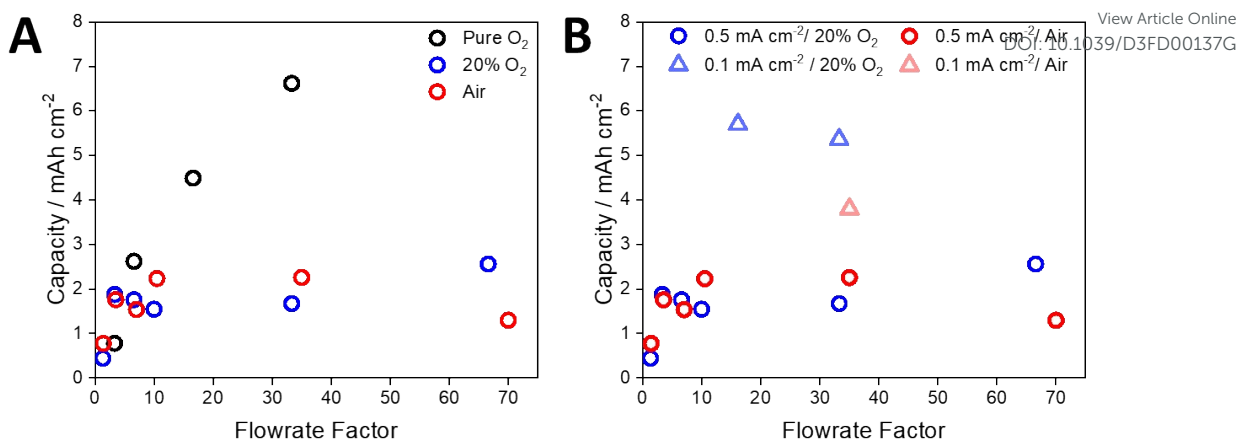 View Article Online
DOI: 10.1039/D3FD00137G
A
8
7
6
5
4
3
2
1
0
Capacity / mAh cm⁻²
Pure O₂
20% O₂
Air
0 10 20 30 40 50 60 70
Flowrate Factor
B
8
7
6
5
4
3
2
1
0
Capacity / mAh cm⁻²
0.5 mA cm⁻²/ 20% O₂ 0.5 mA cm⁻²/ Air
0.1 mA cm⁻² / 20% O₂ 0.1 mA cm⁻²/ Air
0 10 20 30 40 50 60 70
Flowrate Factor